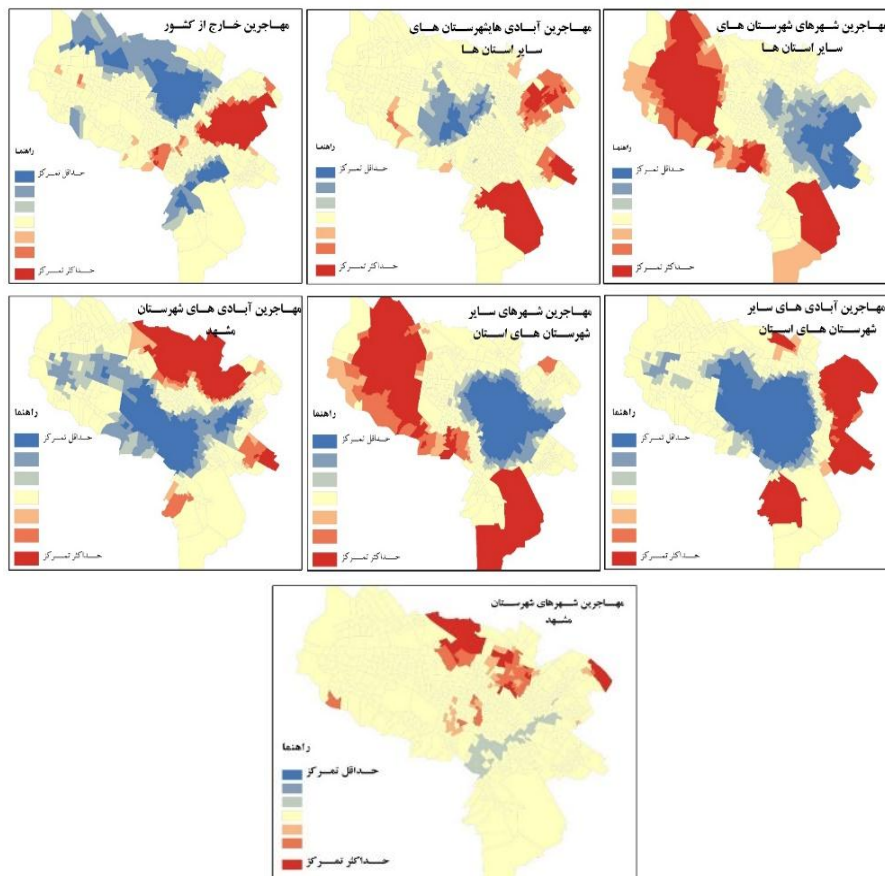 مهاجرین شهرهای شهرستان های
سایر استان ها
راهنما
حداقل تمرکز
حداکثر تمرکز
مهاجرین آبادی هایشهرستان های
سایر استان ها
راهنما
حداقل تمرکز
حداکثر تمرکز
مهاجرین خارج از کشور
راهنما
حداقل تمرکز
حداکثر تمرکز
مهاجرین آبادی های سایر
شهرستان های استان
راهنما
حداقل تمرکز
حداکثر تمرکز
مهاجرین شهرهای سایر
شهرستان های استان
راهنما
حداقل تمرکز
حداکثر تمرکز
مهاجرین آبادی های شهرستان
مشهد
راهنما
حداقل تمرکز
حداکثر تمرکز
مهاجرین شهرهای شهرستان
مشهد
راهنما
حداقل تمرکز
حداکثر تمرکز